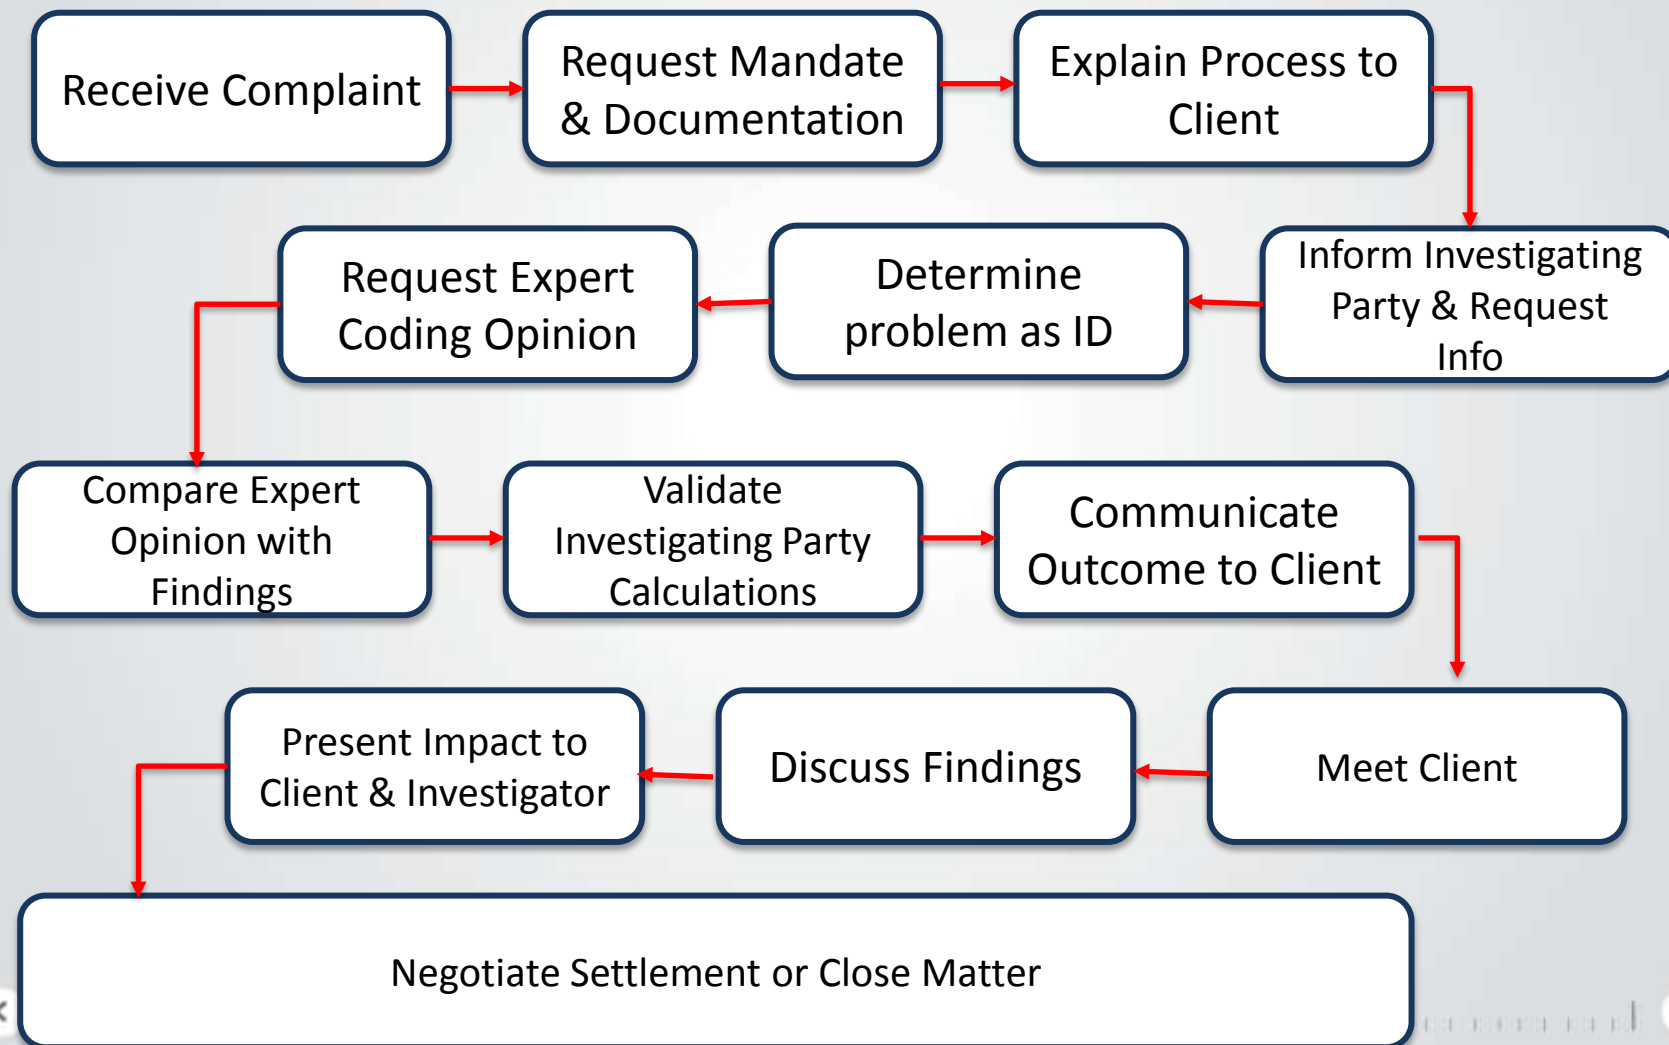 Receive Complaint
Request Mandate
& Documentation
Explain Process to
Client
Inform Investigating
Party & Request
Info
Determine
problem as ID
Request Expert
Coding Opinion
Compare Expert
Opinion with
Findings
Validate
Investigating Party
Calculations
Communicate
Outcome to Client
Meet Client
Discuss Findings
Present Impact to
Client & Investigator
Negotiate Settlement or Close Matter